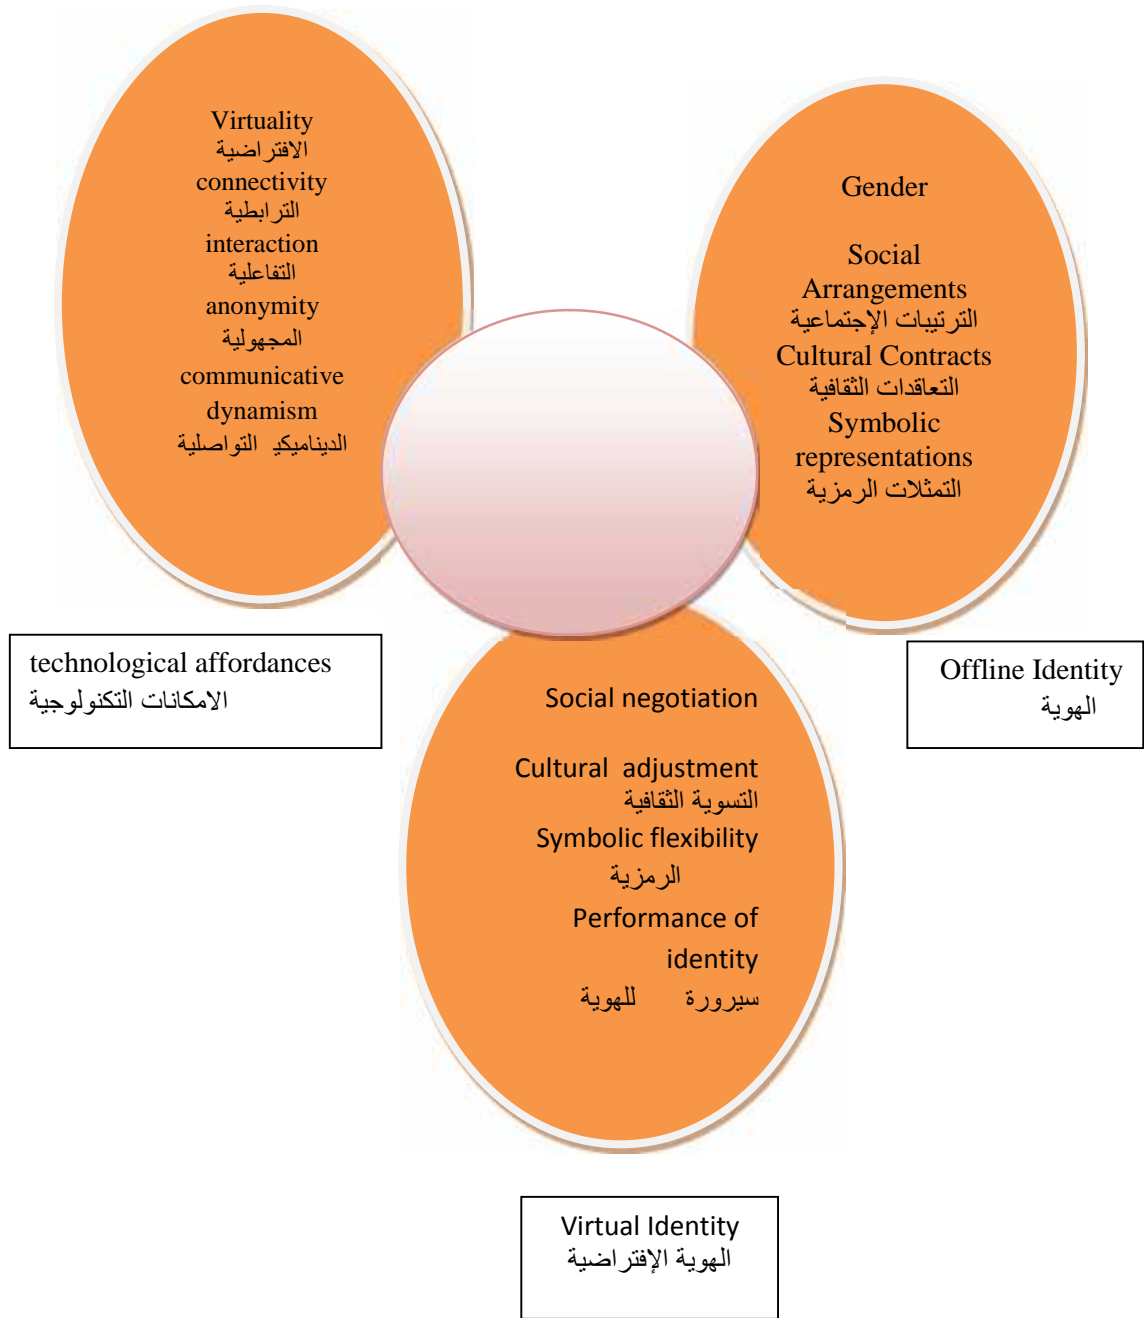 Virtuality
الافتراضية
connectivity
الترابطية
interaction
التفاعلية
anonymity
المجهولية
communicative
dynamism
الديناميكيـ التواصلية
technological affordances
الامكانات التكنولوجية
Gender
Social
Arrangements
الترتيبات الإجتماعية
Cultural Contracts
التعاقدات الثقافية
Symbolic
representations
التمثلات الرمزية
Offline Identity
الهوية
Social negotiation
Cultural adjustment
التسوية الثقافية
Symbolic flexibility
الرمزية
Performance of
identity
سيرورة للهوية
Virtual Identity
الهوية الإفتراضية